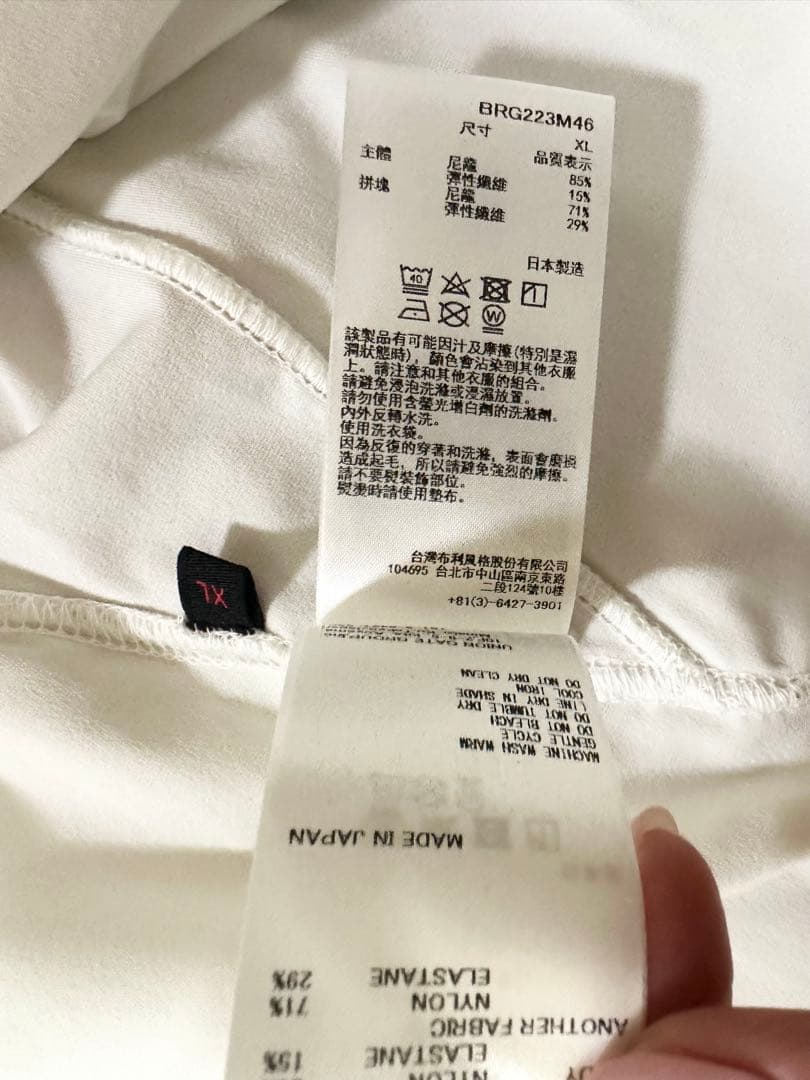 BRG223M46
尺寸 XL
品質表示
主體 尼龍 85%
彈性纖維 15%
拼塊 尼龍 71%
彈性纖維 29%
日本製造
40
W
該製品有可能因汁及摩擦(特別是濕
潤狀態時)，顏色會沾染到其他衣服
上。請注意和其他衣服的組合。
請避免浸泡洗滌或浸濕放置。
請勿使用含螢光增白劑的洗滌劑。
內外反轉水洗。
使用洗衣袋。
因為反復的穿著和洗滌，表面會磨損
造成起毛，所以請避免強烈的摩擦。
請不要熨裝飾部位。
熨燙時請使用墊布。
台灣布利風格股份有限公司
104695 台北市中山區南京東路
二段124號10樓
+81(3)-6427-3901
XL
ELASTANE 15%
ANOTHER FABRIC
NYLON 71%
ELASTANE 29%
MADE IN JAPAN
MACHINE WASH WARM
GENTLE CYCLE
DO NOT BLEACH
DO NOT TUMBLE DRY
LINE DRY IN SHADE
COOL IRON
DO NOT DRY CLEAN